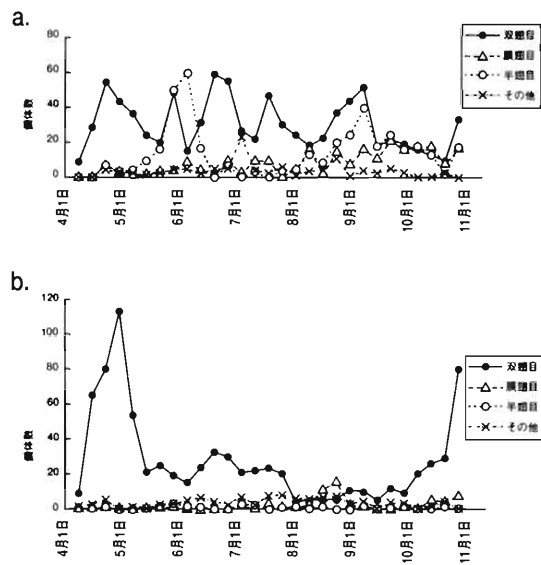 a.
80
60
40
20
0
個体数
双翅目
膜翅目
半翅目
その他
4月1日
5月1日
6月1日
7月1日
8月1日
9月1日
10月1日
11月1日
b.
120
100
80
60
40
20
0
個体数
双翅目
膜翅目
半翅目
その他
4月1日
5月1日
6月1日
7月1日
8月1日
9月1日
10月1日
11月1日